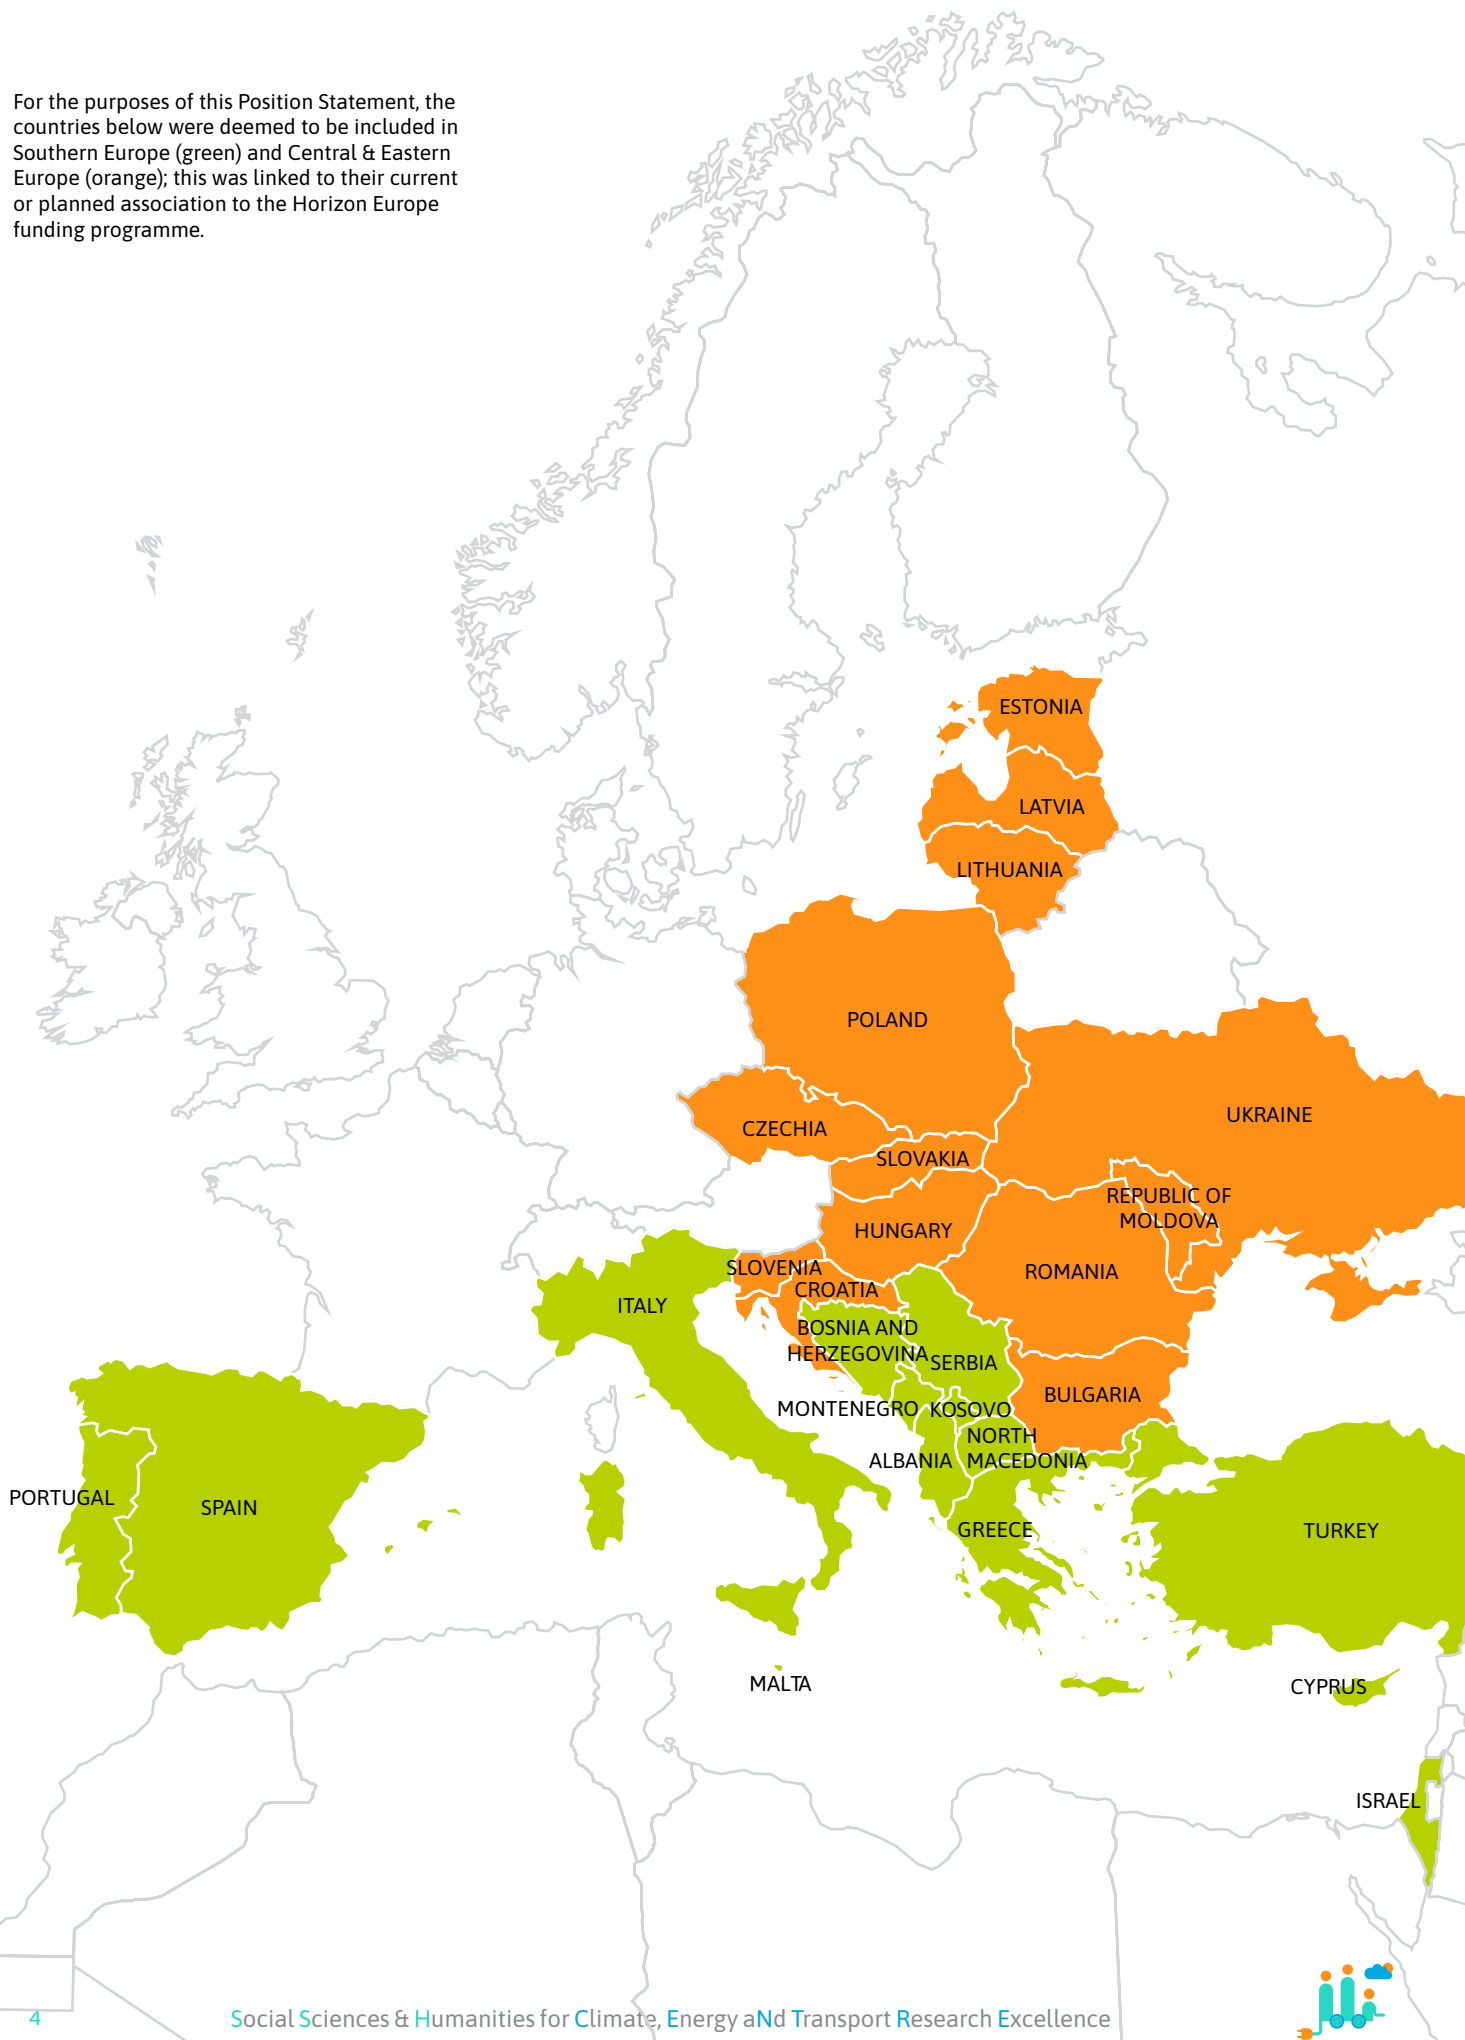 For the purposes of this Position Statement, the
countries below were deemed to be included in
Southern Europe (green) and Central & Eastern
Europe (orange); this was linked to their current
or planned association to the Horizon Europe
funding programme.
ESTONIA
LATVIA
LITHUANIA
POLAND
UKRAINE
CZECHIA
SLOVAKIA
REPUBLIC OF
MOLDOVA
HUNGARY
SLOVENIA
ROMANIA
CROATIA
ITALY
BOSNIA AND
HERZEGOVINA
SERBIA
BULGARIA
MONTENEGRO
KOSOVO
NORTH
MACEDONIA
ALBANIA
PORTUGAL
SPAIN
GREECE
TURKEY
MALTA
CYPRUS
ISRAEL
4
Social Sciences & Humanities for Climate, Energy aNd Transport Research Excellence